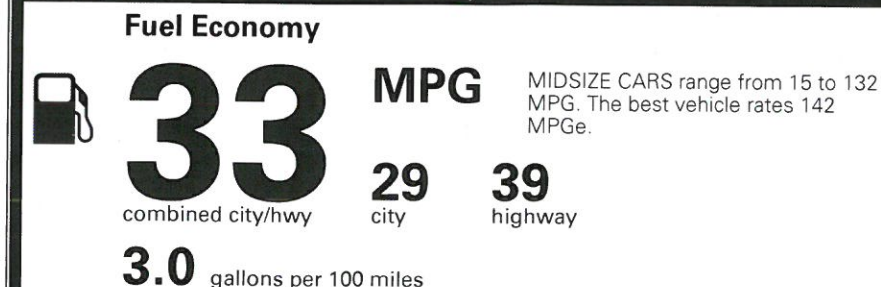 Fuel Economy
33 MPG
MIDSIZE CARS range from 15 to 132
MPG. The best vehicle rates 142
MPGe.
combined city/hwy
29
city
39
highway
3.0 gallons per 100 miles